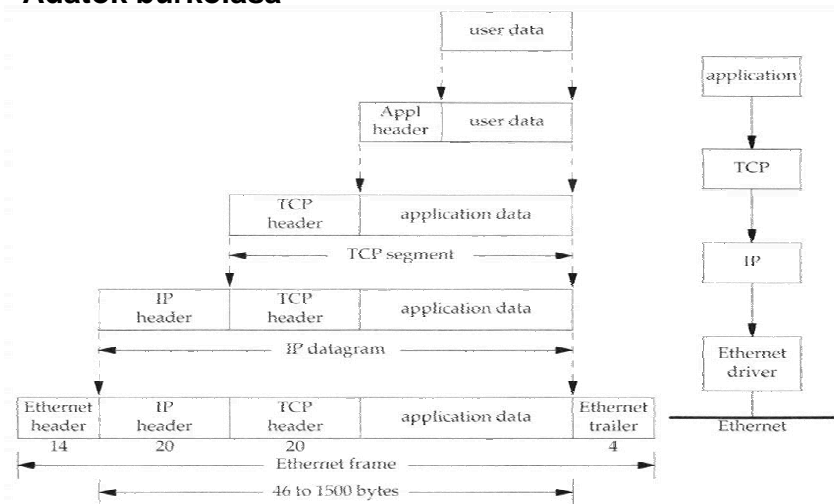 Adatok burkolása
user data
Appl header
user data
TCP header
application data
TCP segment
IP header
TCP header
application data
IP datagram
Ethernet header
IP header
TCP header
application data
Ethernet trailer
14
20
20
4
Ethernet frame
46 to 1500 bytes
application
TCP
IP
Ethernet driver
Ethernet